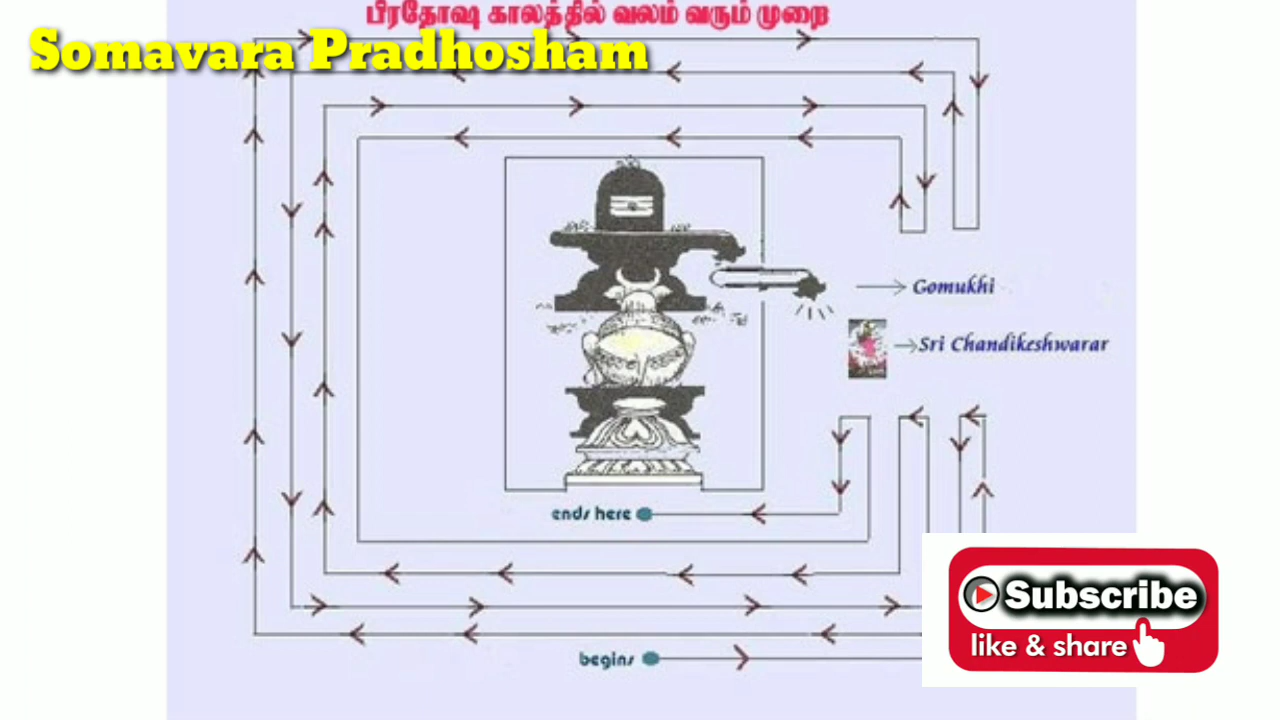 பிரதோஷ காலத்தில் வலம் வரும் முறை
Somavara Pradhosham
Gomukhi
Sri Chandikeshwarar
ends here
begins
Subscribe
like & share